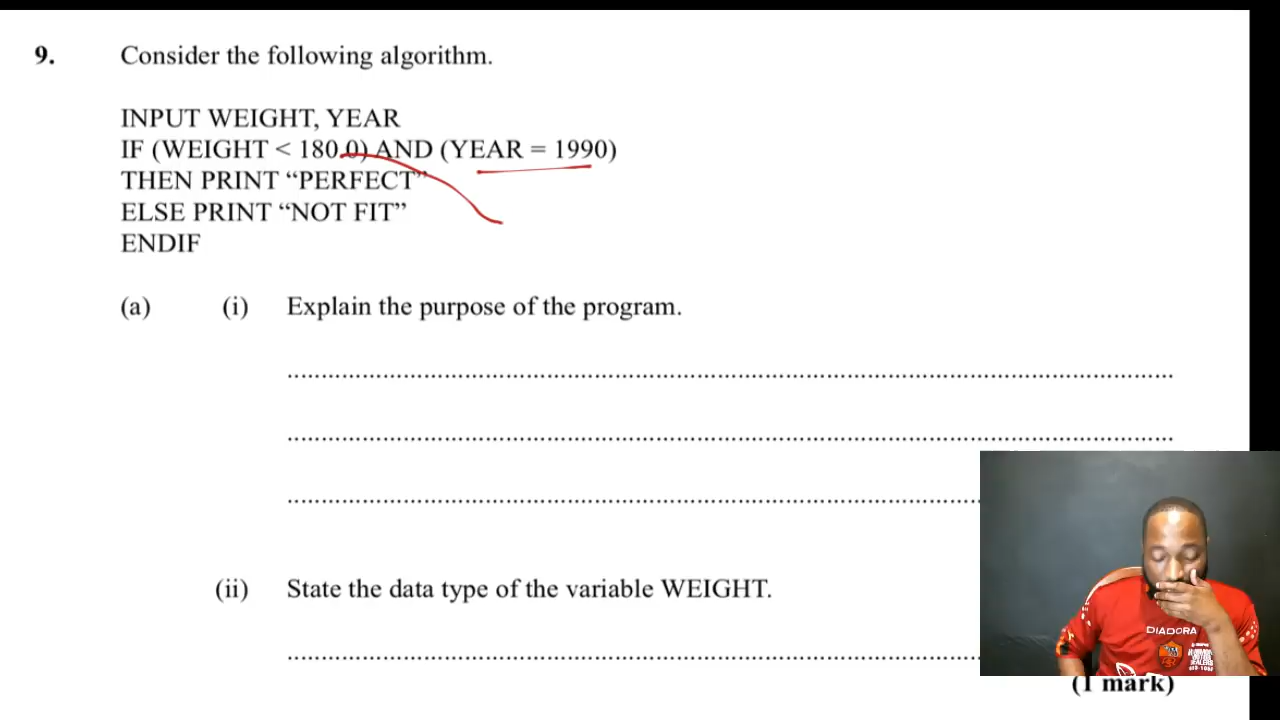 9. Consider the following algorithm.
INPUT WEIGHT, YEAR
IF (WEIGHT < 180.0) AND (YEAR = 1990)
THEN PRINT “PERFECT”
ELSE PRINT “NOT FIT”
ENDIF
(a) (i) Explain the purpose of the program.
(ii) State the data type of the variable WEIGHT.
DIADORA
(1 mark)